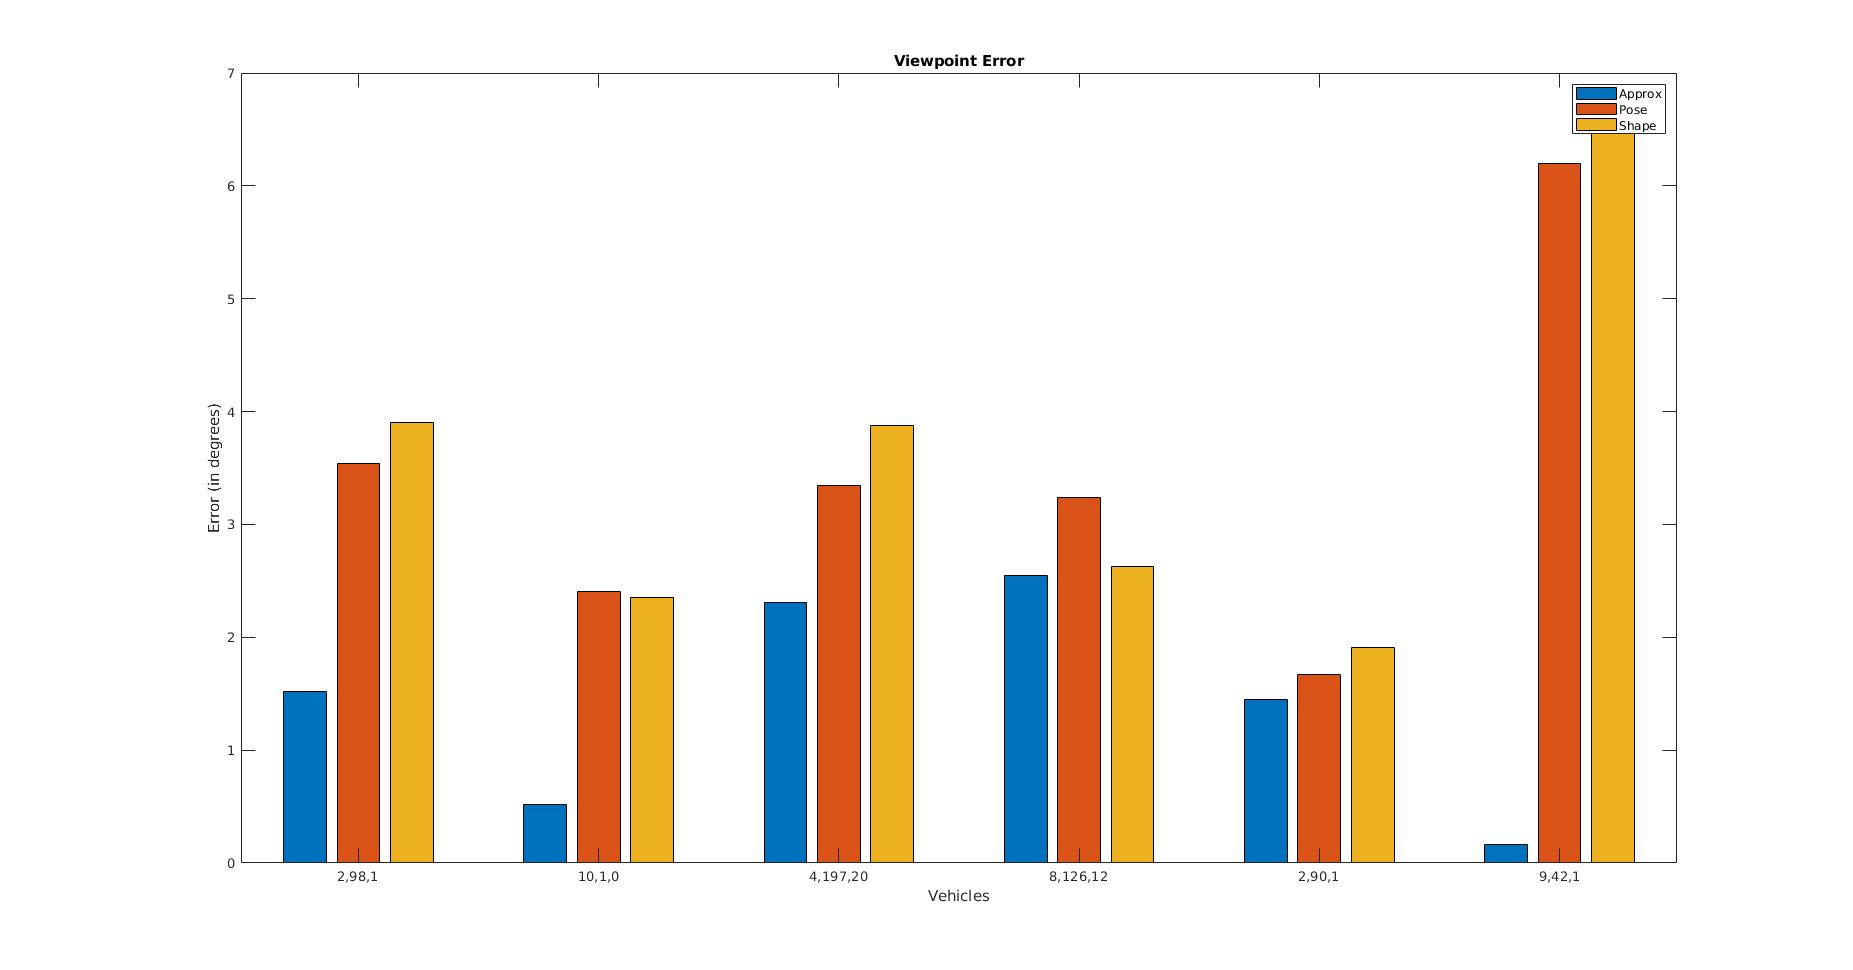 Viewpoint Error
Approx
Pose
Shape
7
6
5
4
3
2
1
0
Error (in degrees)
2,98,1
10,1,0
4,197,20
8,126,12
2,90,1
9,42,1
Vehicles